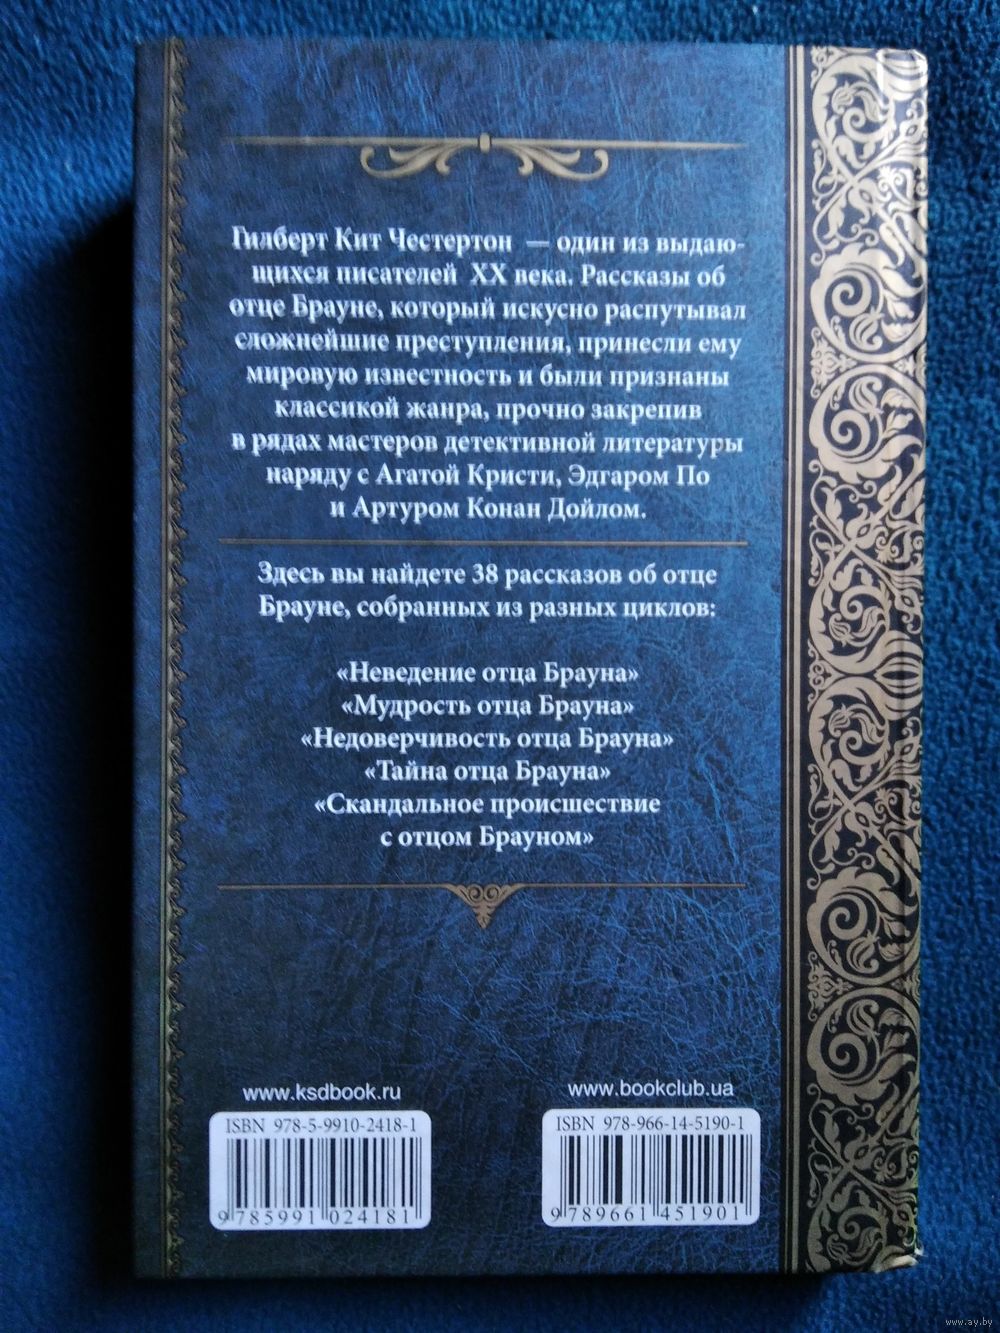 Гилберт Кит Честертон — один из выдаю-
щихся писателей XX века. Рассказы об
отце Брауне, который искусно распутывал
сложнейшие преступления, принесли ему
мировую известность и были признаны
классикой жанра, прочно закрепив
в рядах мастеров детективной литературы
наряду с Агатой Кристи, Эдгаром По
и Артуром Конан Дойлом.
Здесь вы найдете 38 рассказов об отце
Брауне, собранных из разных циклов:
«Неведение отца Брауна»
«Мудрость отца Брауна»
«Недоверчивость отца Брауна»
«Тайна отца Брауна»
«Скандальное происшествие
с отцом Брауном»
www.ksdbook.ru
ISBN 978-5-9910-2418-1
9 785991 024181
www.bookclub.ua
ISBN 978-966-14-5190-1
9 789661 451901
www.ay.by